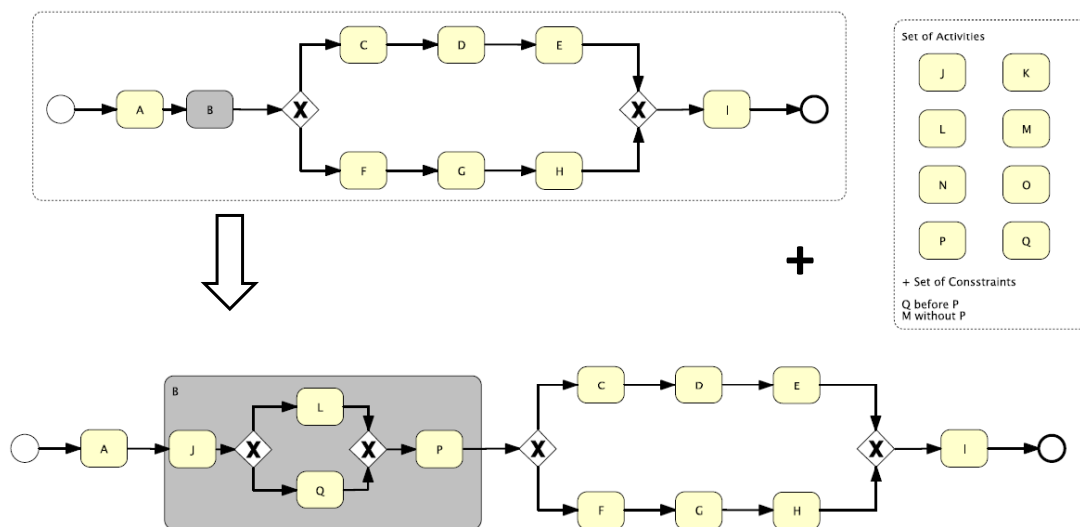 C
D
E
A
B
X
X
I
F
G
H
Set of Activities
J
K
L
M
N
O
P
Q
+ Set of Consstraints
Q before P
M without P
+
B
C
D
E
L
A
J
X
X
P
X
X
I
Q
F
G
H